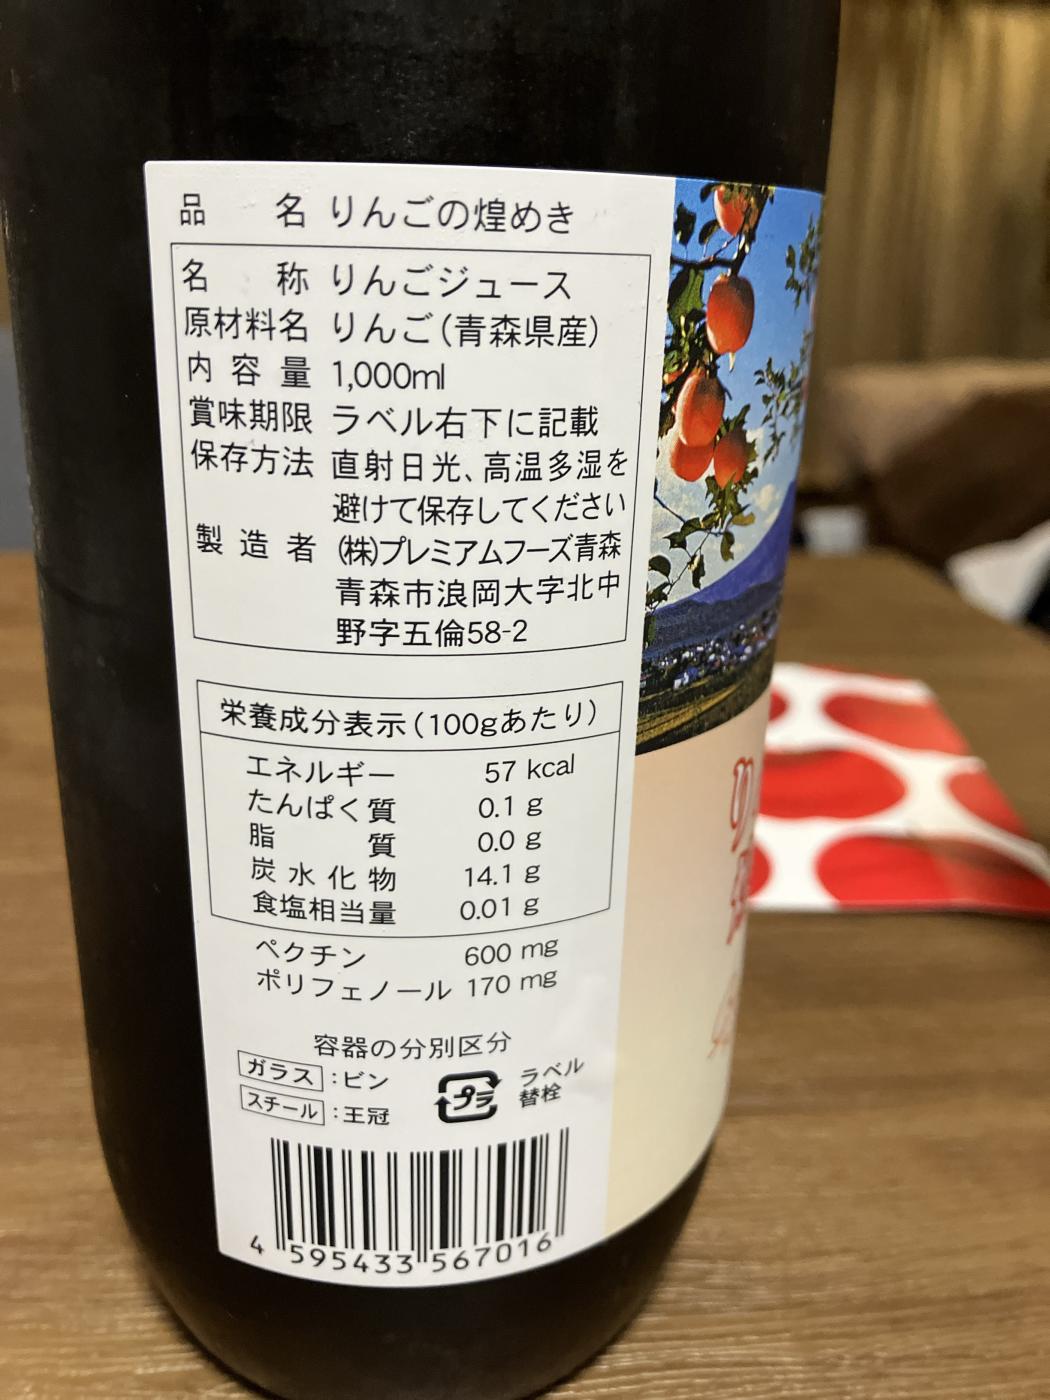 品名 りんごの煌めき
名称 りんごジュース
原材料名 りんご(青森県産)
内容量 1,000ml
賞味期限 ラベル右下に記載
保存方法 直射日光、高温多湿を
避けて保存してください
製造者 (株)プレミアムフーズ青森
青森市浪岡大字北中
野字五倫58-2
栄養成分表示(100gあたり)
エネルギー 57 kcal
たんぱく質 0.1 g
脂質 0.0 g
炭水化物 14.1 g
食塩相当量 0.01 g
ペクチン 600 mg
ポリフェノール 170 mg
容器の分別区分
ガラス:ビン
スチール:王冠
プラ
ラベル
替栓
4 595433 567016